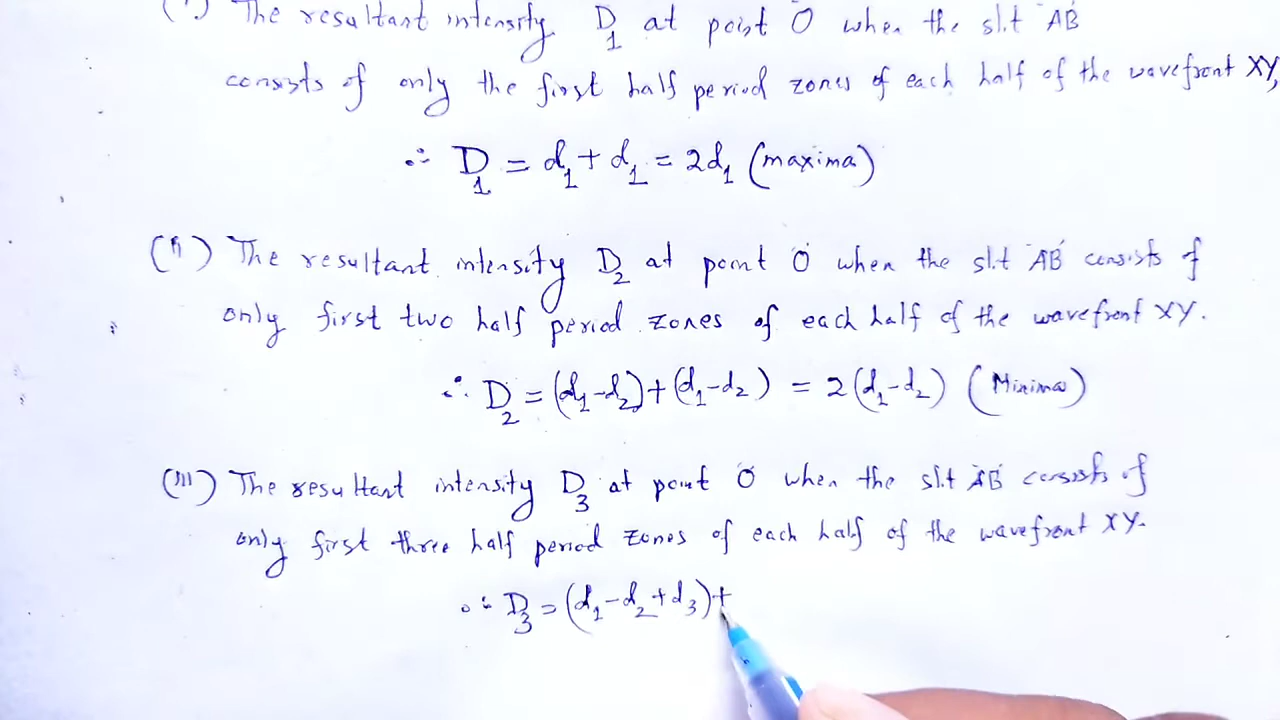 The resultant intensity D₁ at point O when the slit AB
consists of only the first half period zones of each half of the wavefront XY,
∴ D₁ = d₁ + d₁ = 2d₁ (maxima)
(ii) The resultant intensity D₂ at point O when the slit AB consists of
only first two half period zones of each half of the wavefront XY.
∴ D₂ = (d₁-d₂) + (d₁-d₂) = 2(d₁-d₂) (Minima)
(iii) The resultant intensity D₃ at point O when the slit AB consists of
only first three half period zones of each half of the wavefront XY.
∴ D₃ = (d₁-d₂+d₃)+